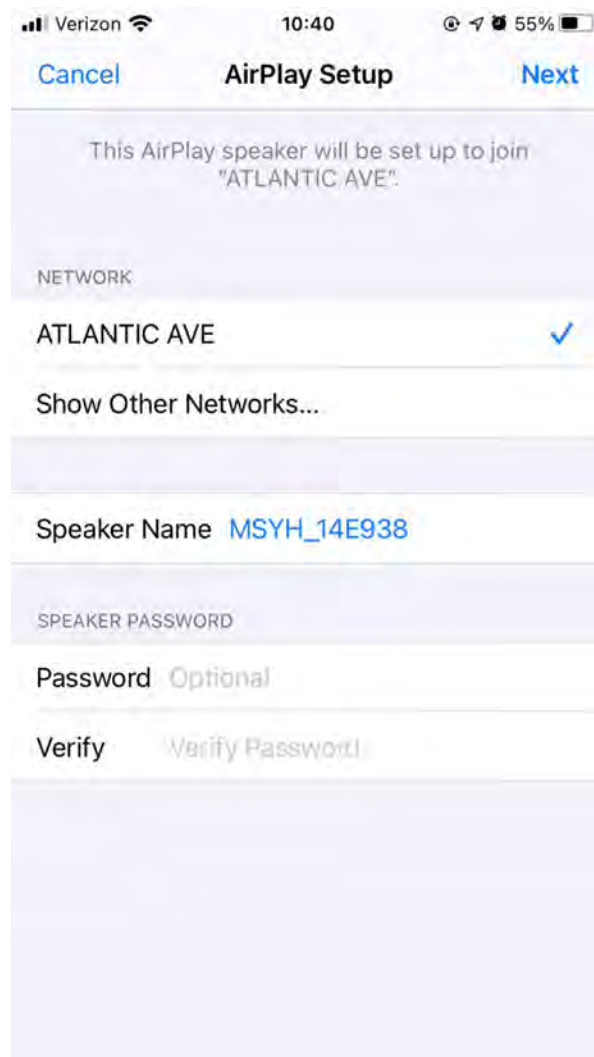 Verizon 10:40 55%
Cancel AirPlay Setup Next
This AirPlay speaker will be set up to join
"ATLANTIC AVE".
NETWORK
ATLANTIC AVE
Show Other Networks...
Speaker Name MSYH_14E938
SPEAKER PASSWORD
Password Optional
Verify Verify Password